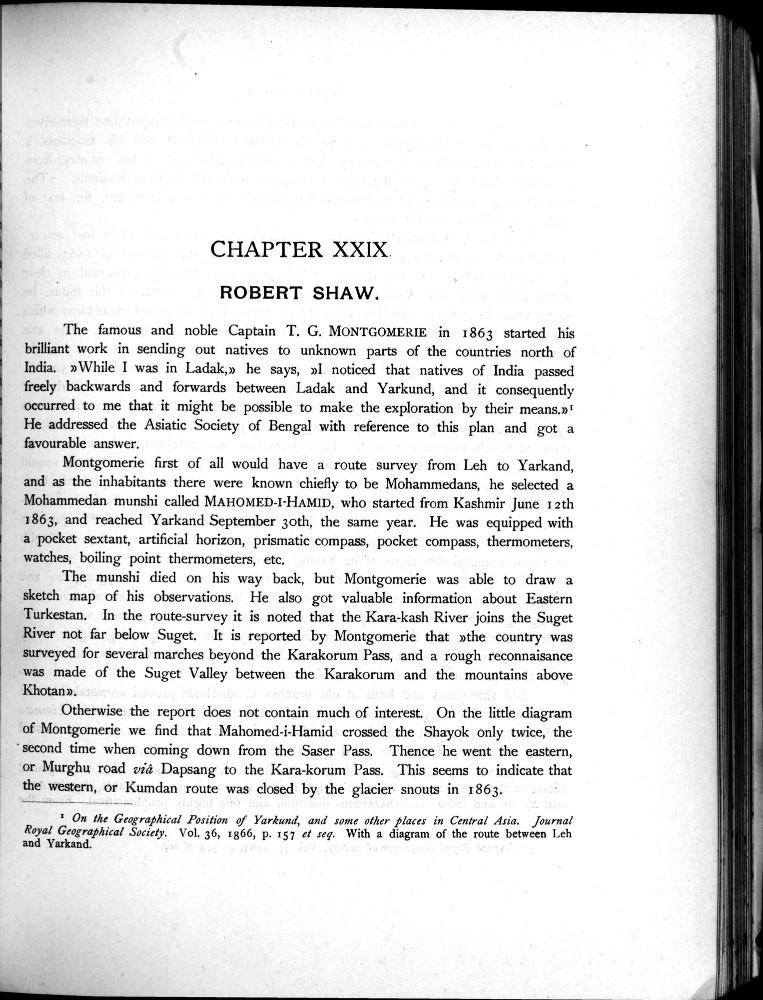 CHAPTER XXIX.
ROBERT SHAW.
The famous and noble Captain T. G. MONTGOMERIE in 1863 started his
brilliant work in sending out natives to unknown parts of the countries north of
India. »While I was in Ladak,» he says, »I noticed that natives of India passed
freely backwards and forwards between Ladak and Yarkund, and it consequently
occurred to me that it might be possible to make the exploration by their means.»¹
He addressed the Asiatic Society of Bengal with reference to this plan and got a
favourable answer.
Montgomerie first of all would have a route survey from Leh to Yarkand,
and as the inhabitants there were known chiefly to be Mohammedans, he selected a
Mohammedan munshi called MAHOMED-I-HAMID, who started from Kashmir June 12th
1863, and reached Yarkand September 30th, the same year. He was equipped with
a pocket sextant, artificial horizon, prismatic compass, pocket compass, thermometers,
watches, boiling point thermometers, etc.
The munshi died on his way back, but Montgomerie was able to draw a
sketch map of his observations. He also got valuable information about Eastern
Turkestan. In the route-survey it is noted that the Kara-kash River joins the Suget
River not far below Suget. It is reported by Montgomerie that »the country was
surveyed for several marches beyond the Karakorum Pass, and a rough reconnaisance
was made of the Suget Valley between the Karakorum and the mountains above
Khotan».
Otherwise the report does not contain much of interest. On the little diagram
of Montgomerie we find that Mahomed-i-Hamid crossed the Shayok only twice, the
second time when coming down from the Saser Pass. Thence he went the eastern,
or Murghu road viâ Dapsang to the Kara-korum Pass. This seems to indicate that
the western, or Kumdan route was closed by the glacier snouts in 1863.
¹ On the Geographical Position of Yarkund, and some other places in Central Asia. Journal
Royal Geographical Society. Vol. 36, 1866, p. 157 et seq. With a diagram of the route between Leh
and Yarkand.